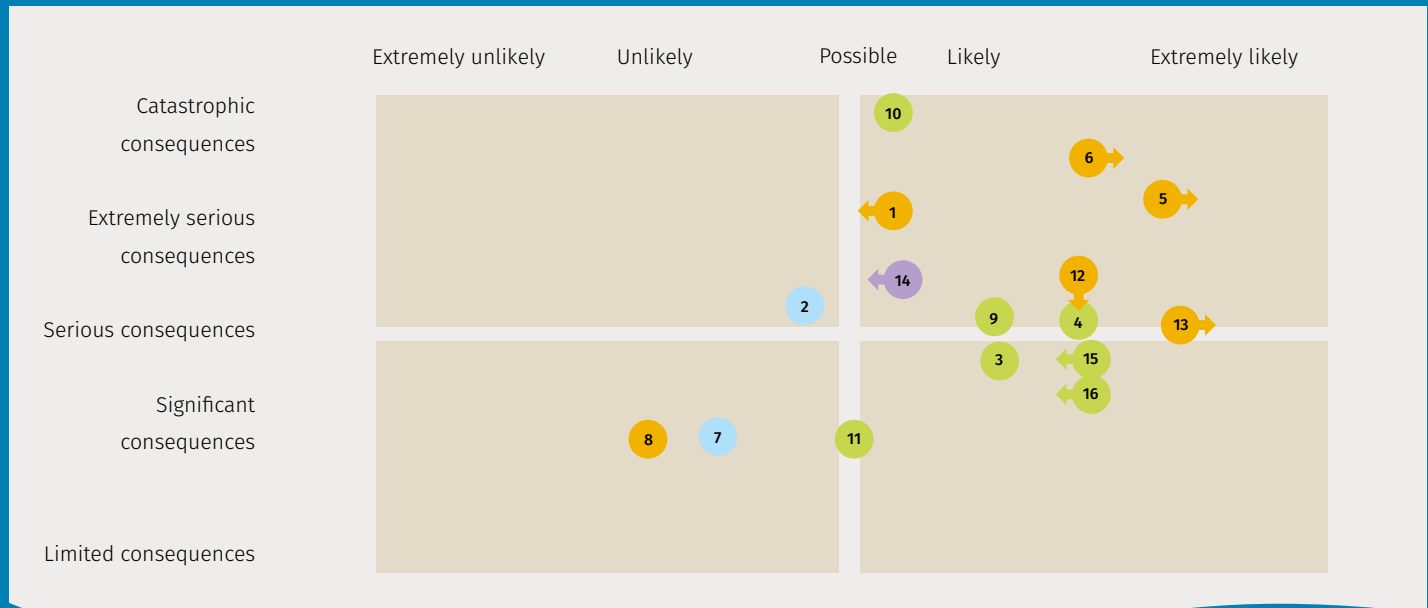 Extremely unlikely
Unlikely
Possible
Likely
Extremely likely
Catastrophic
consequences
Extremely serious
consequences
Serious consequences
Significant
consequences
Limited consequences
10
6
5
1
12
14
2
9
4
13
3
15
16
8
7
11